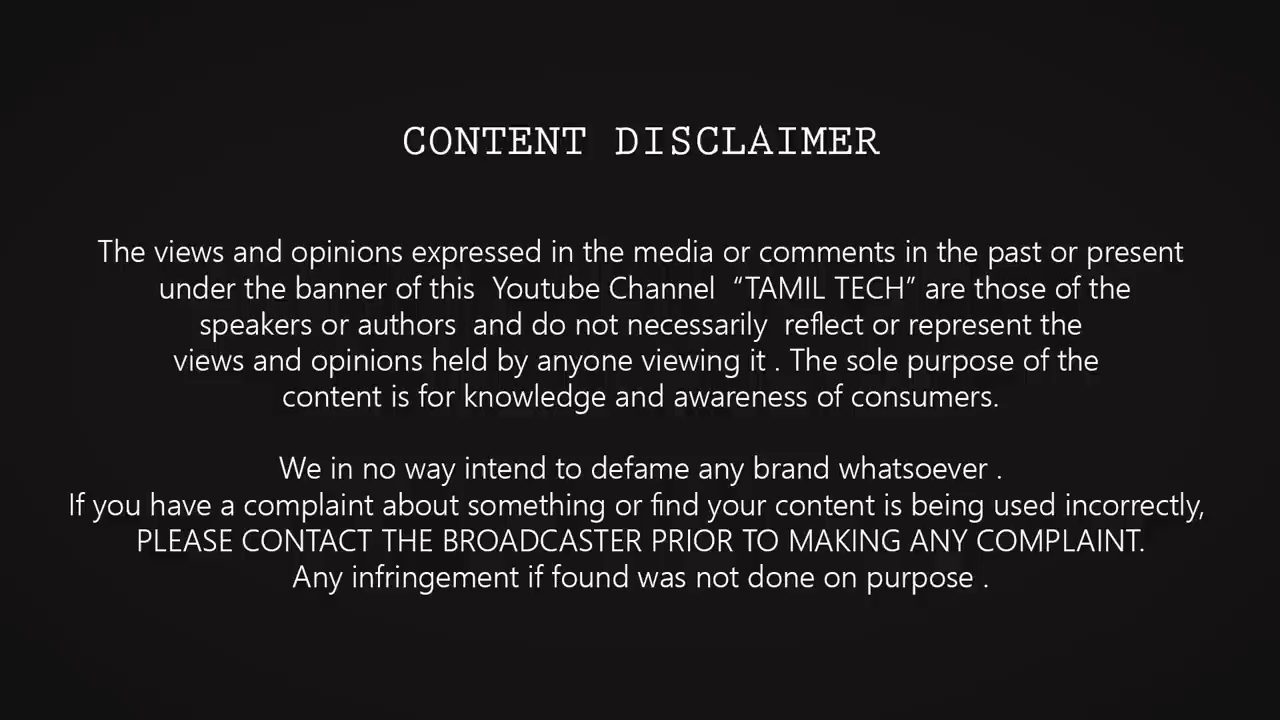 CONTENT DISCLAIMER
The views and opinions expressed in the media or comments in the past or present
under the banner of this  Youtube Channel  “TAMIL TECH” are those of the
speakers or authors  and do not necessarily  reflect or represent the
views and opinions held by anyone viewing it . The sole purpose of the
content is for knowledge and awareness of consumers.
We in no way intend to defame any brand whatsoever .
If you have a complaint about something or find your content is being used incorrectly,
PLEASE CONTACT THE BROADCASTER PRIOR TO MAKING ANY COMPLAINT.
Any infringement if found was not done on purpose .